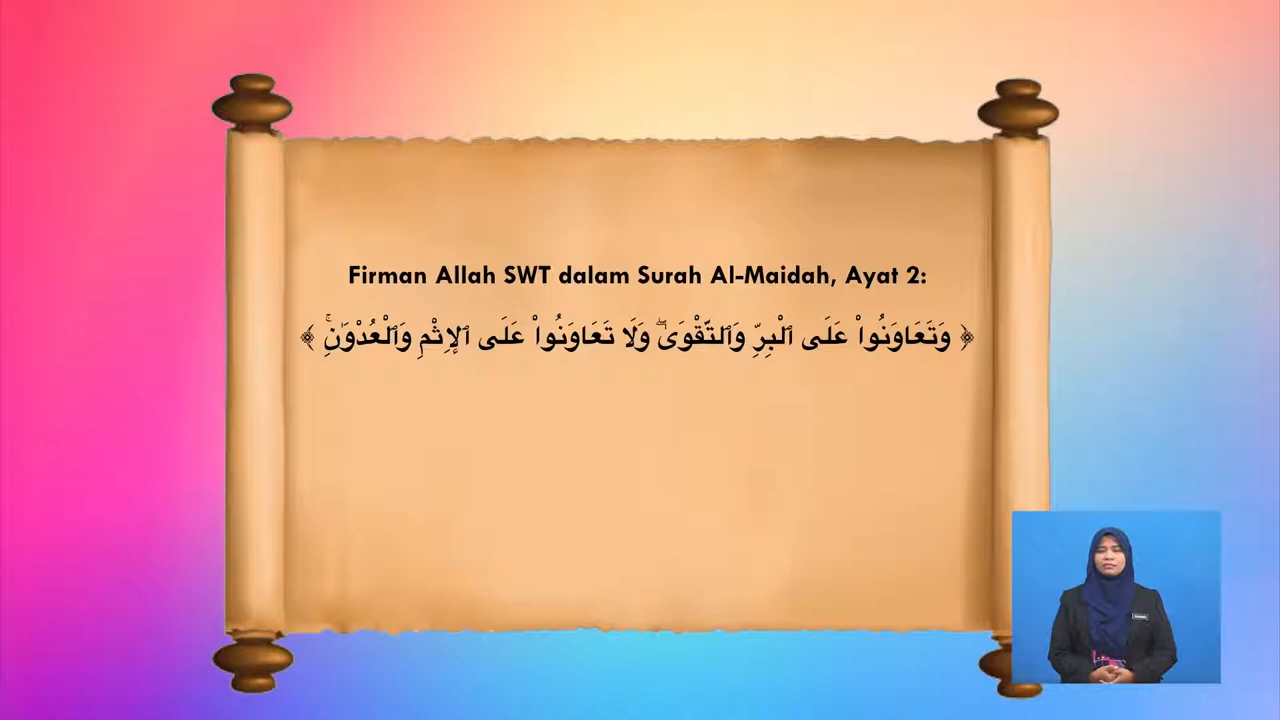 Firman Allah SWT dalam Surah Al-Maidah, Ayat 2:
﴿ وَتَعَاوَنُواْ عَلَى ٱلْبِرِّ وَٱلتَّقْوَىٰۖ وَلَا تَعَاوَنُواْ عَلَى ٱلْإِثْمِ وَٱلْعُدْوَٰنِۚ ﴾